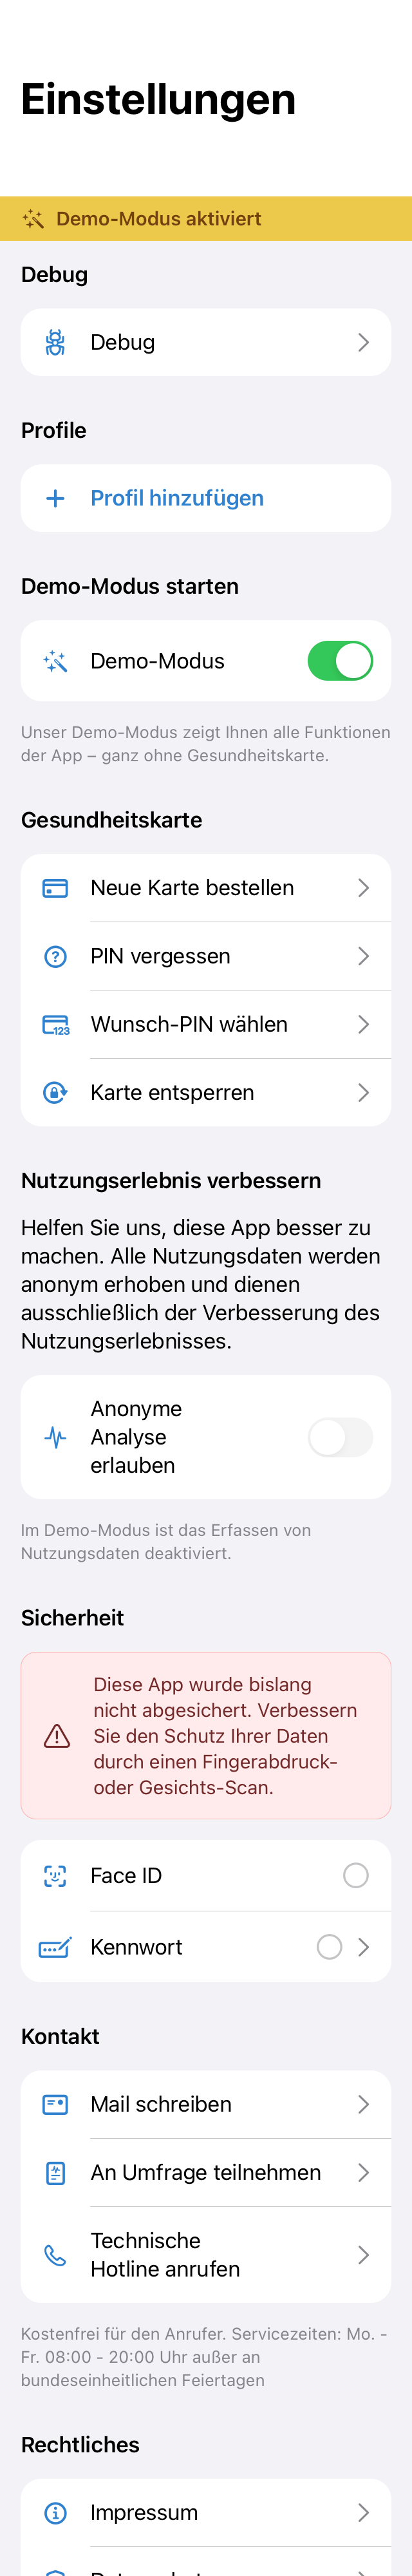 Einstellungen
Demo-Modus aktiviert
Debug
Debug
Profile
Profil hinzufügen
Demo-Modus starten
Demo-Modus
Unser Demo-Modus zeigt Ihnen alle Funktionen
der App – ganz ohne Gesundheitskarte.
Gesundheitskarte
Neue Karte bestellen
PIN vergessen
123
Wunsch-PIN wählen
Karte entsperren
Nutzungserlebnis verbessern
Helfen Sie uns, diese App besser zu
machen. Alle Nutzungsdaten werden
anonym erhoben und dienen
ausschließlich der Verbesserung des
Nutzungserlebnisses.
Anonyme
Analyse
erlauben
Im Demo-Modus ist das Erfassen von
Nutzungsdaten deaktiviert.
Sicherheit
Diese App wurde bislang
nicht abgesichert. Verbessern
Sie den Schutz Ihrer Daten
durch einen Fingerabdruck-
oder Gesichts-Scan.
Face ID
Kennwort
Kontakt
Mail schreiben
An Umfrage teilnehmen
Technische
Hotline anrufen
Kostenfrei für den Anrufer. Servicezeiten: Mo. -
Fr. 08:00 - 20:00 Uhr außer an
bundeseinheitlichen Feiertagen
Rechtliches
Impressum